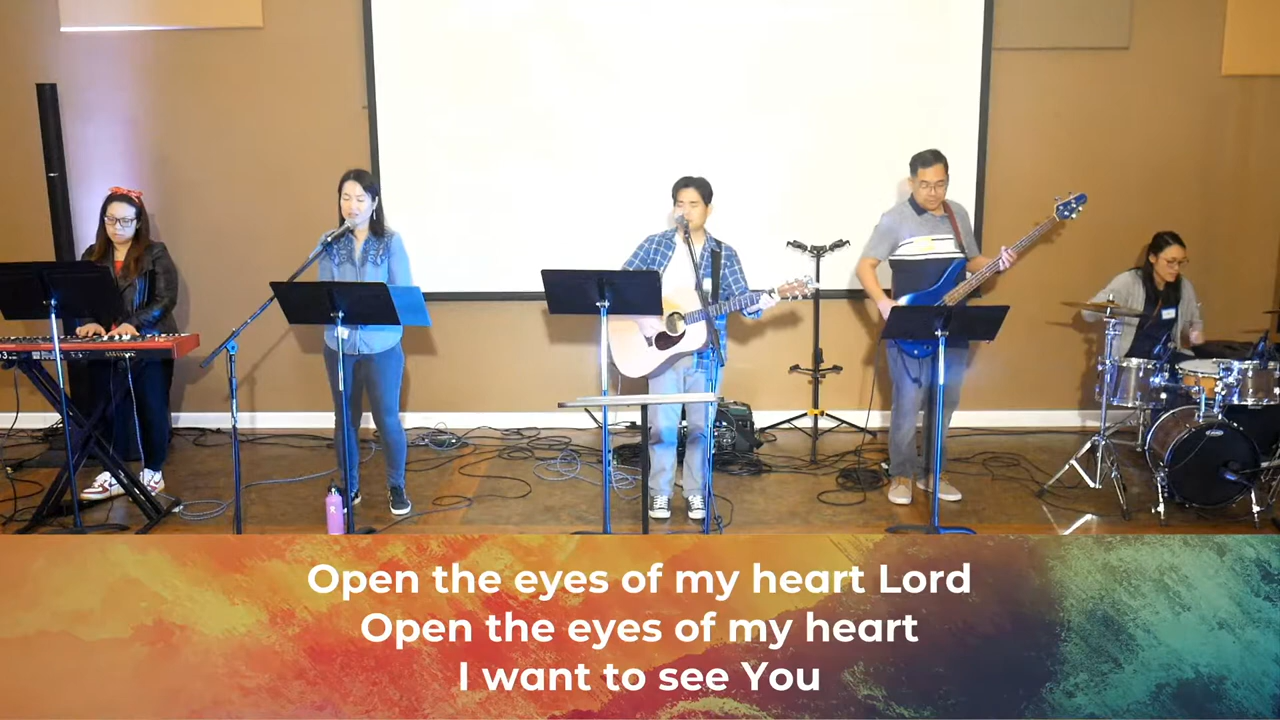 Open the eyes of my heart Lord
Open the eyes of my heart
I want to see You